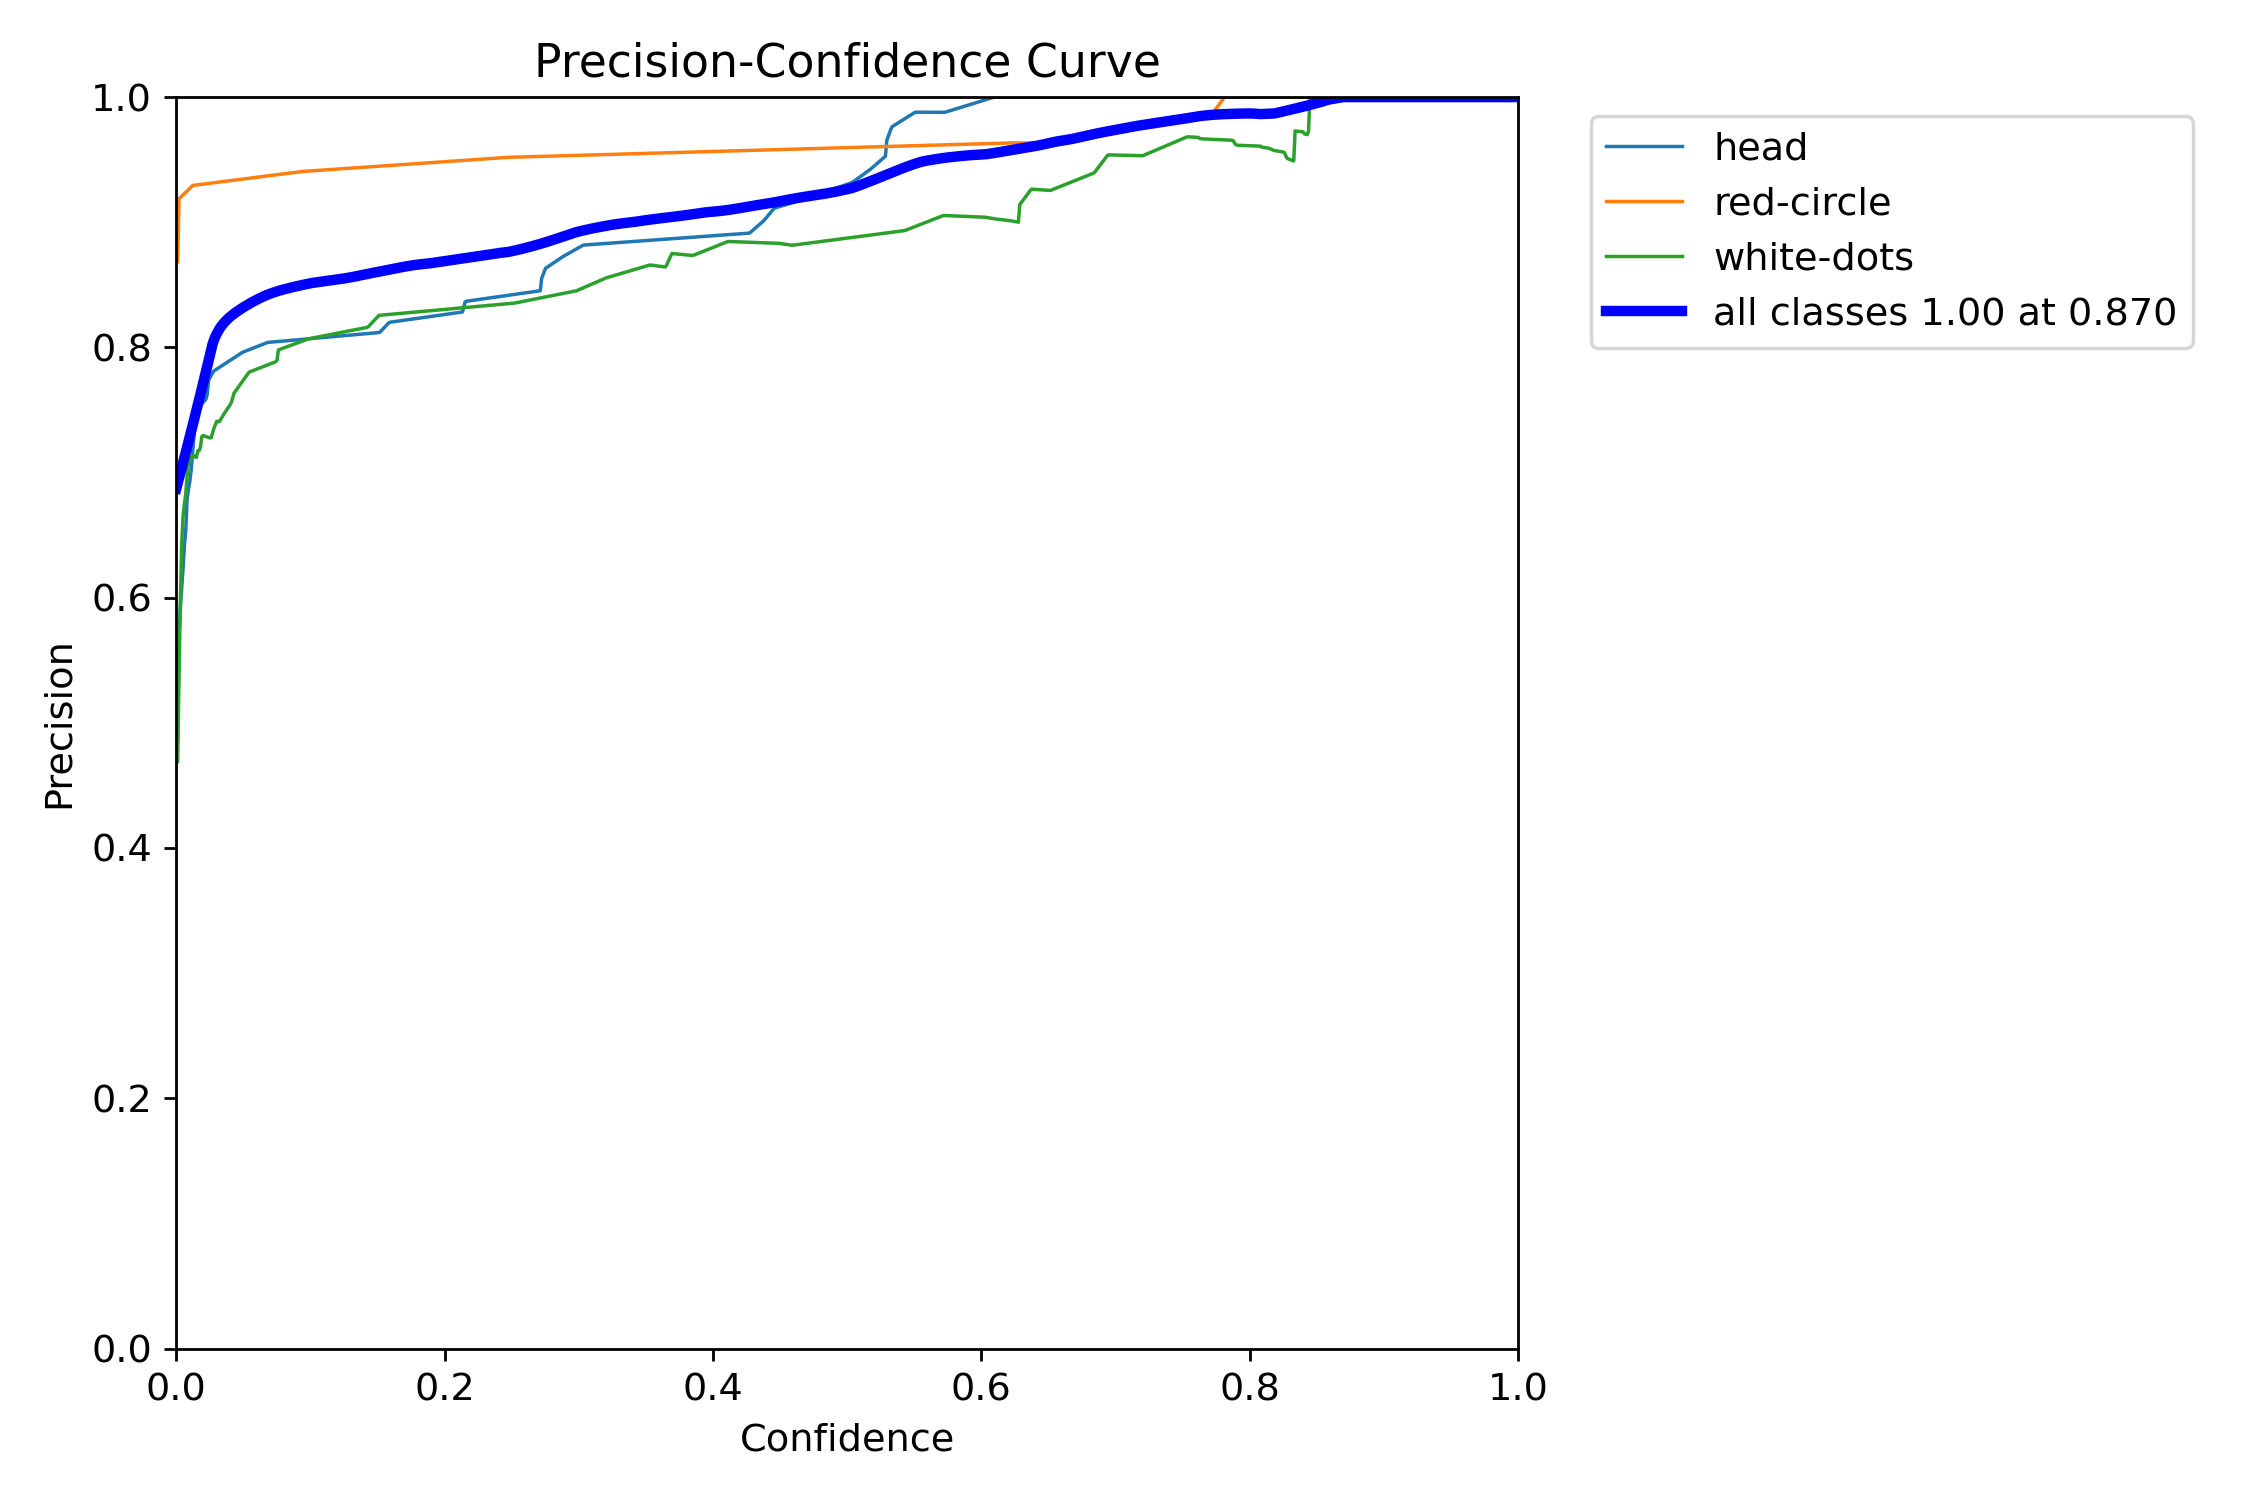 Precision-Confidence Curve
1.0
0.8
0.6
0.4
0.2
0.0
Precision
0.0 0.2 0.4 0.6 0.8 1.0
Confidence
head
red-circle
white-dots
all classes 1.00 at 0.870